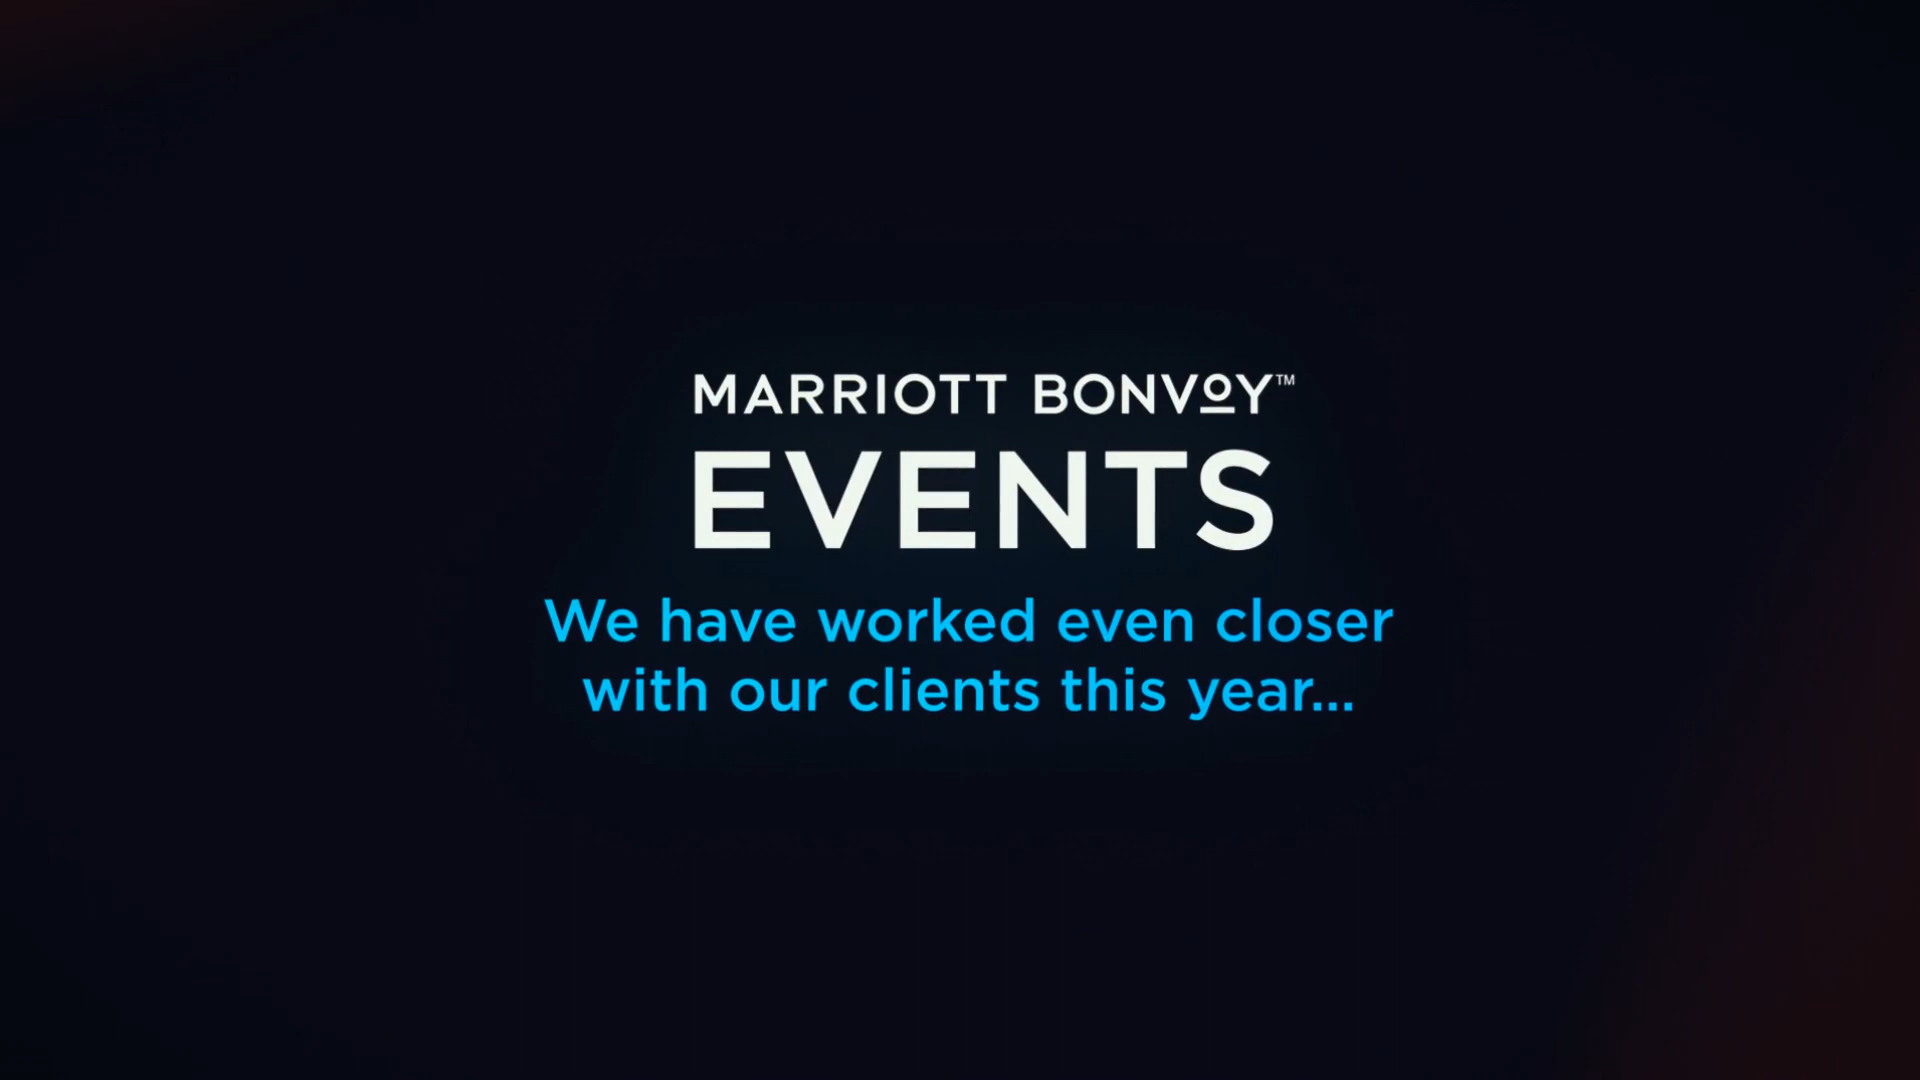 MARRIOTT BONVOY™
EVENTS
We have worked even closer
with our clients this year...